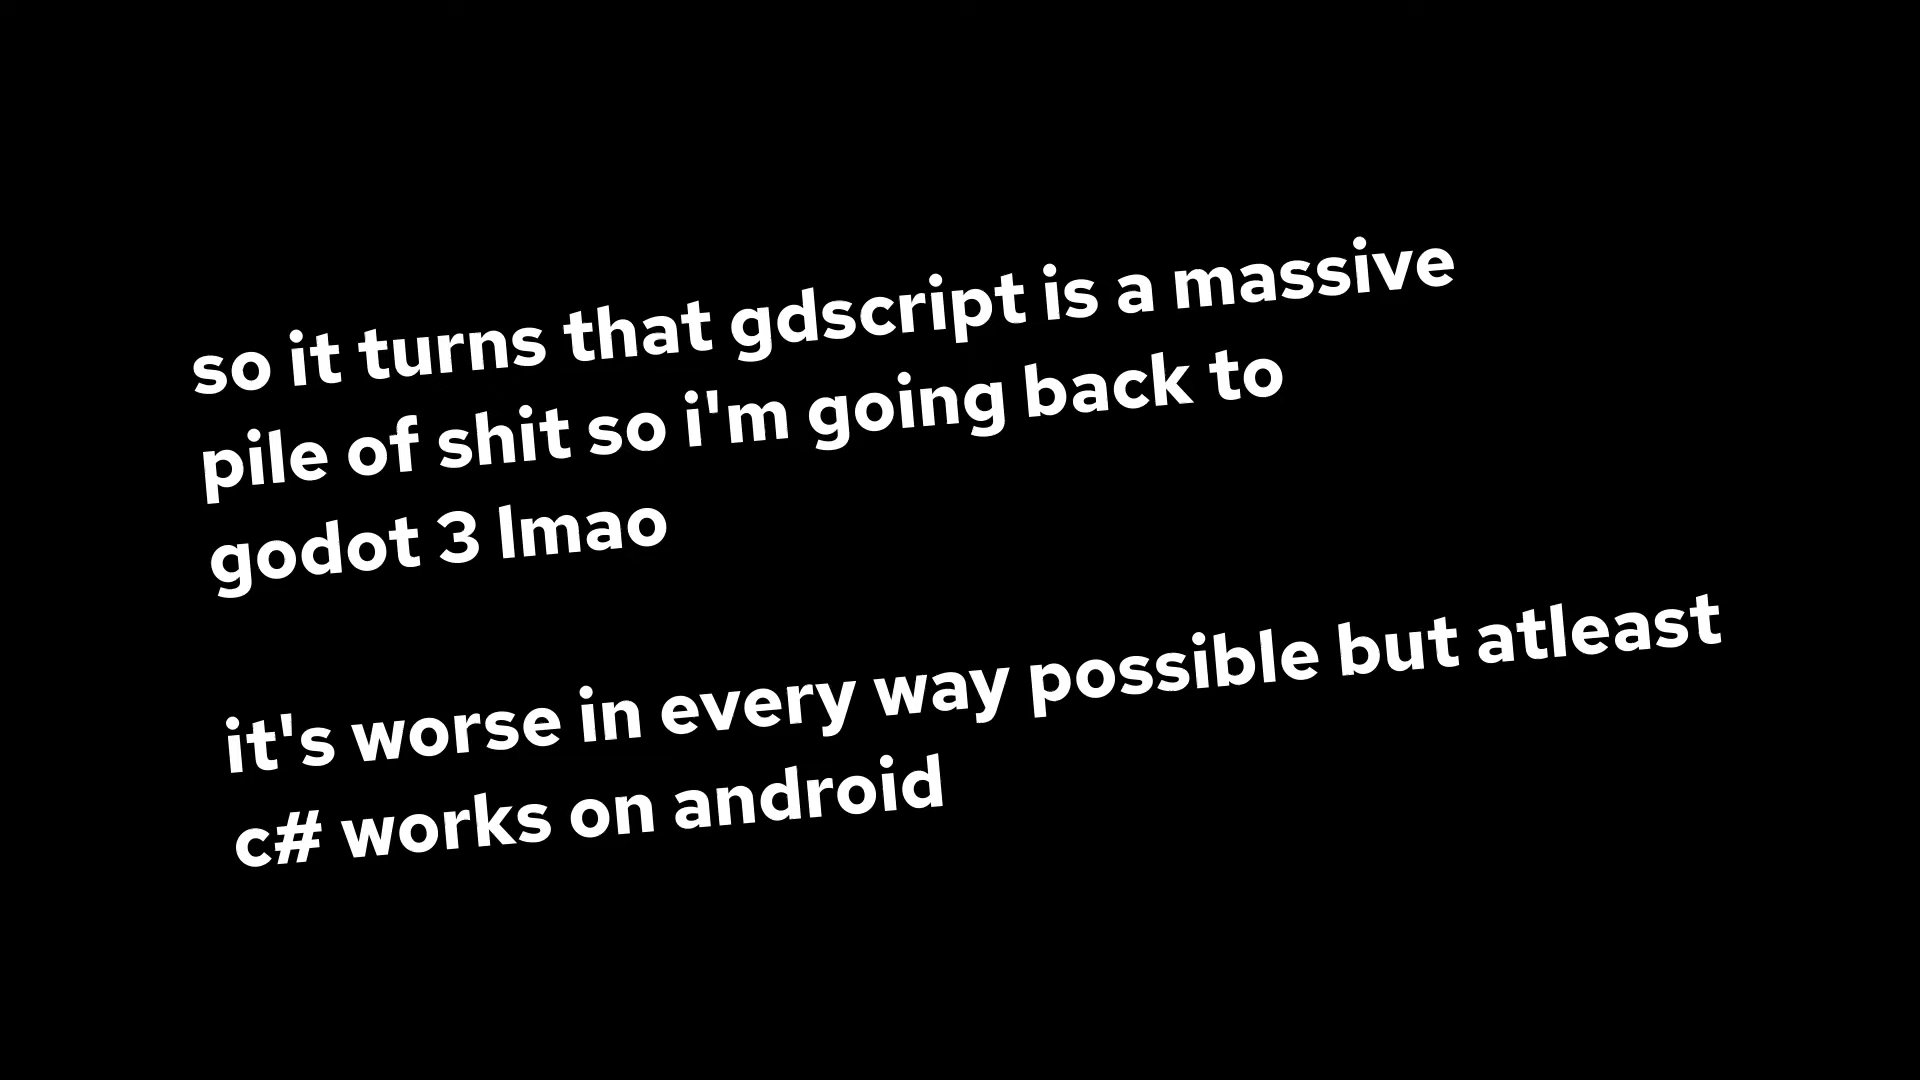 so it turns that gdscript is a massive
pile of shit so i'm going back to
godot 3 lmao
it's worse in every way possible but atleast
c# works on android